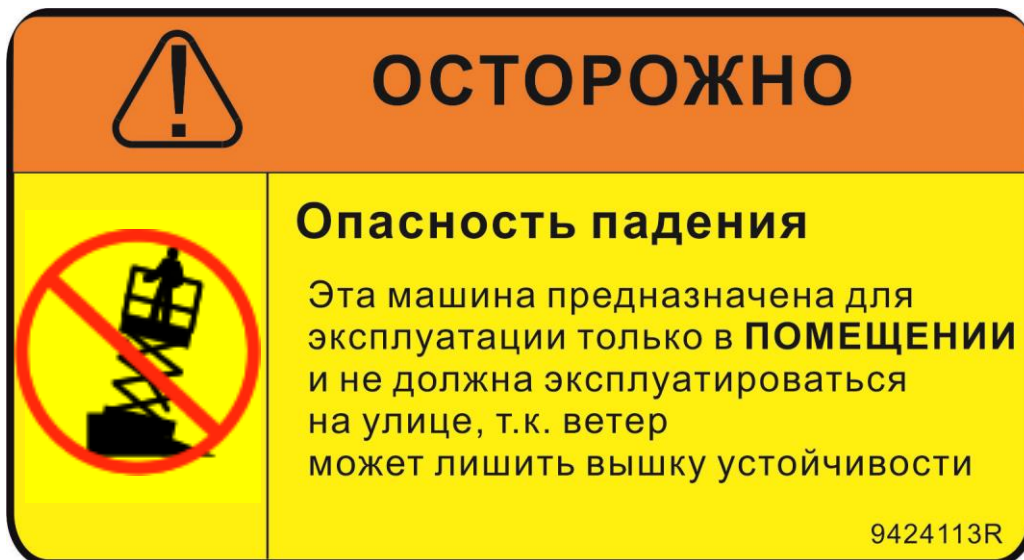 ОСТОРОЖНО
Опасность падения
Эта машина предназначена для
эксплуатации только в ПОМЕЩЕНИИ
и не должна эксплуатироваться
на улице, т.к. ветер
может лишить вышку устойчивости
9424113R